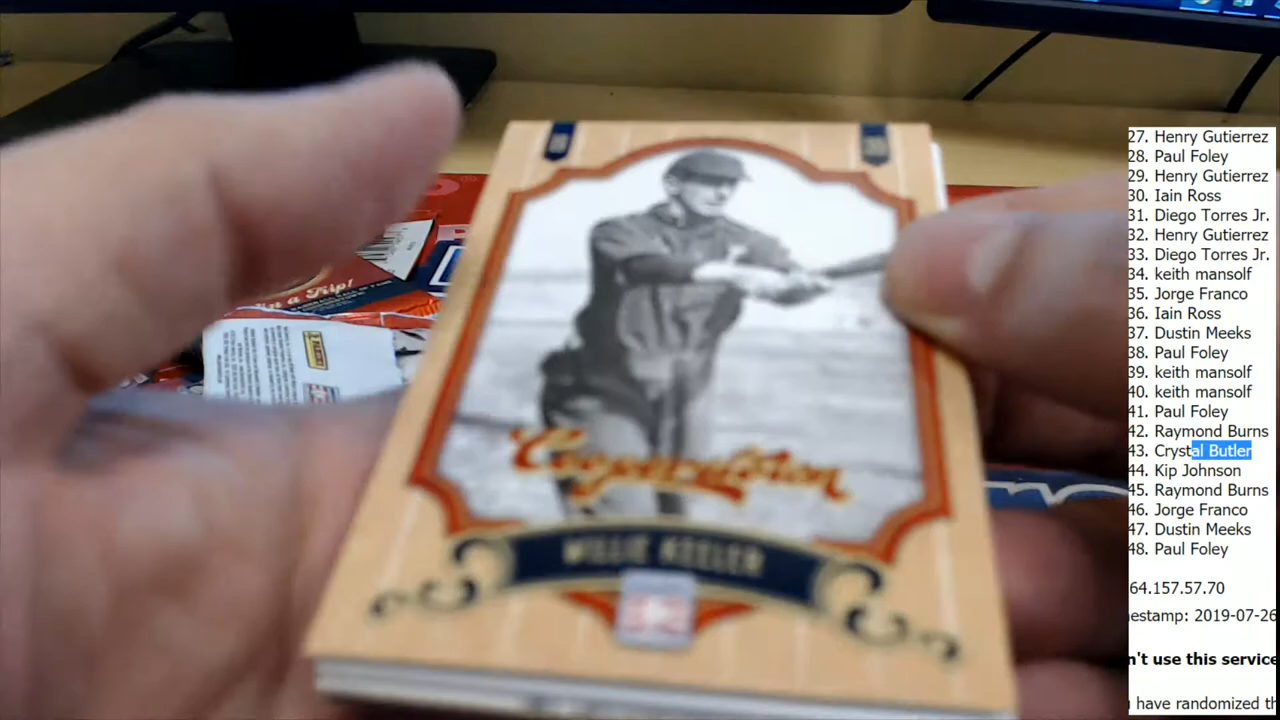 Cooperstown
WILLIE KEELER
in a Trip!
PANINI
27. Henry Gutierrez
28. Paul Foley
29. Henry Gutierrez
30. Iain Ross
31. Diego Torres Jr.
32. Henry Gutierrez
33. Diego Torres Jr.
34. keith mansolf
35. Jorge Franco
36. Iain Ross
37. Dustin Meeks
38. Paul Foley
39. keith mansolf
40. keith mansolf
41. Paul Foley
42. Raymond Burns
43. Crystal Butler
44. Kip Johnson
45. Raymond Burns
46. Jorge Franco
47. Dustin Meeks
48. Paul Foley
64.157.57.70
estamp: 2019-07-26
n't use this service
have randomized th